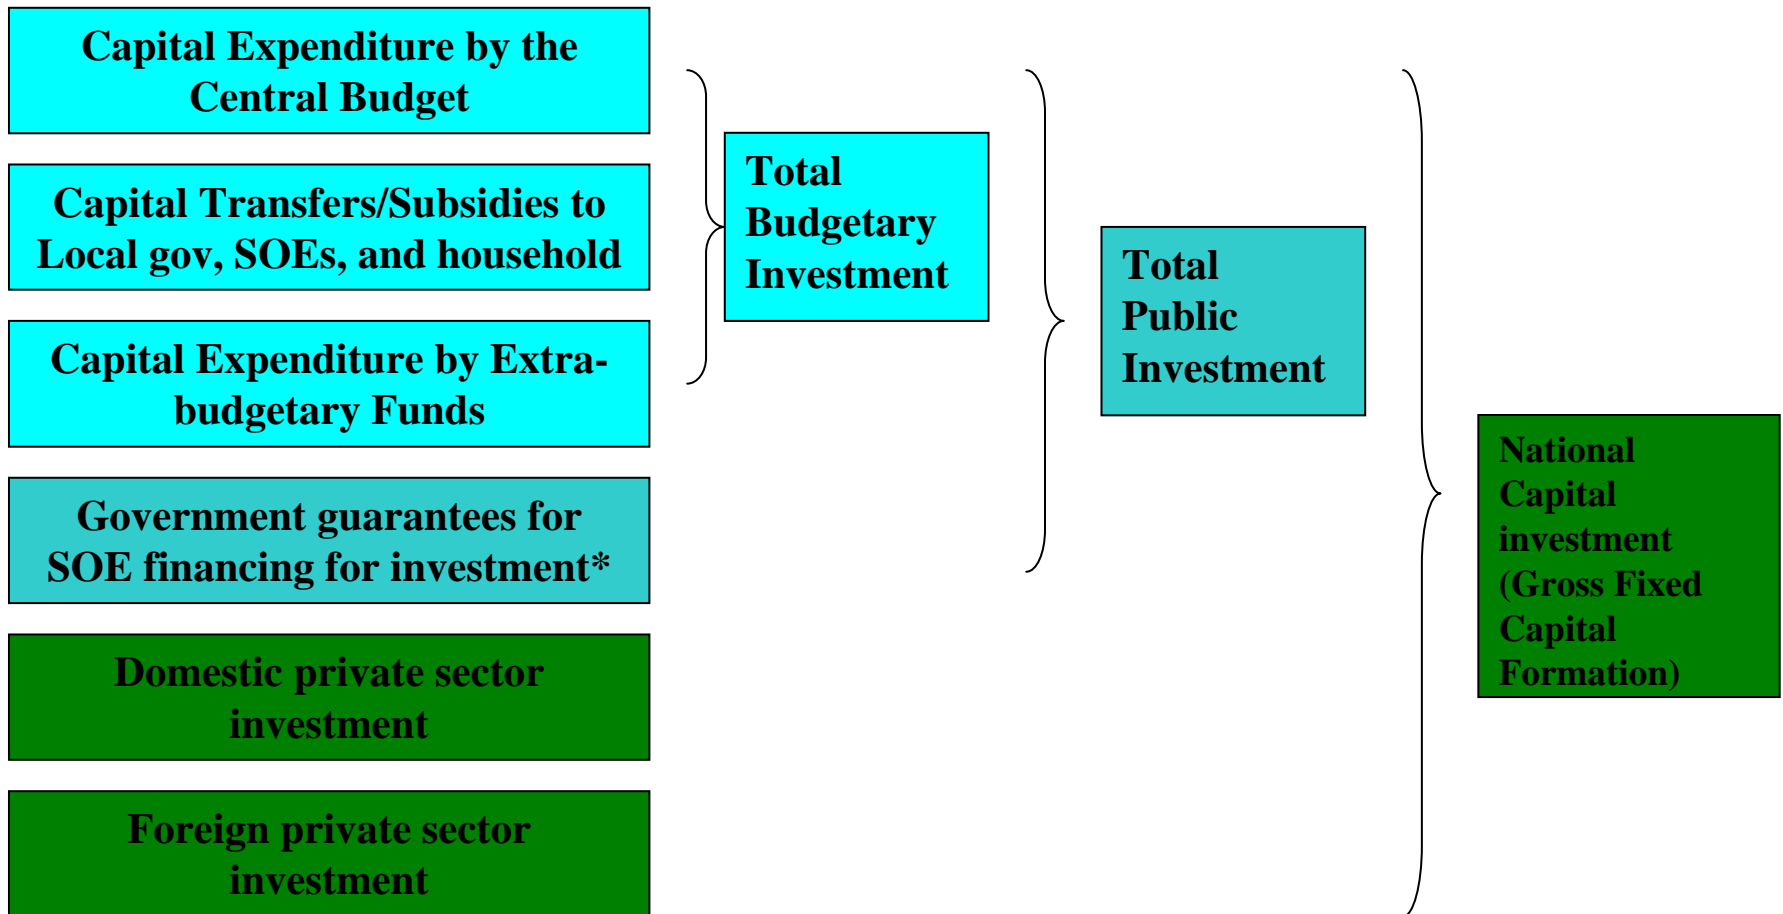 Capital Expenditure by the
Central Budget
Capital Transfers/Subsidies to
Local gov, SOEs, and household
Capital Expenditure by Extra-
budgetary Funds
Government guarantees for
SOE financing for investment*
Domestic private sector
investment
Foreign private sector
investment
Total
Budgetary
Investment
Total
Public
Investment
National
Capital
investment
(Gross Fixed
Capital
Formation)